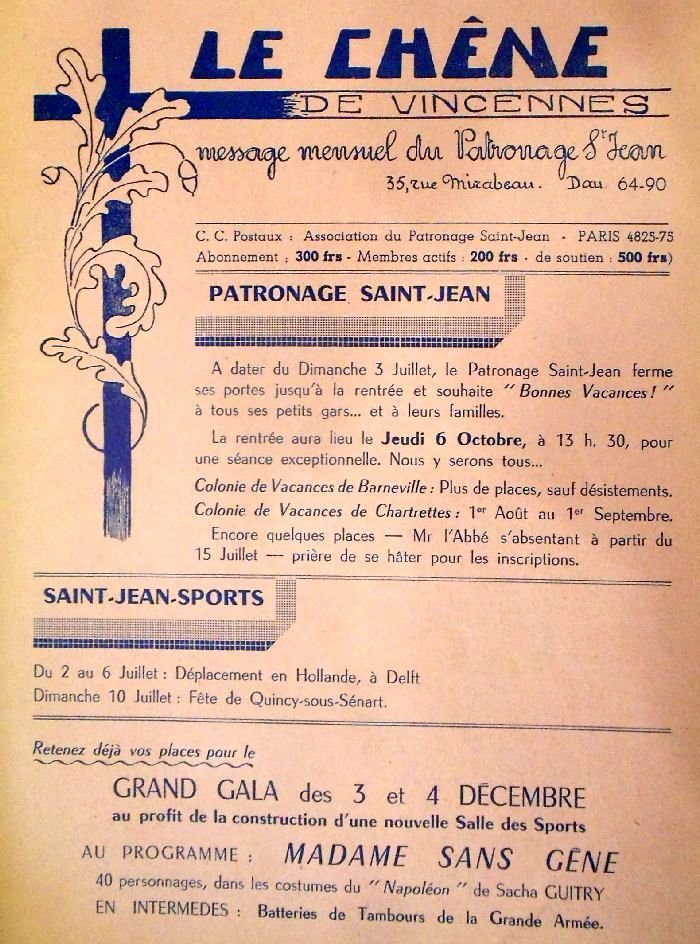 LE CHÊNE
DE VINCENNES
message mensuel du Patronage St Jean
35, rue Mirabeau. Dau 64-90
C. C. Postaux : Association du Patronage Saint-Jean - PARIS 4825-75
Abonnement ; 300 frs - Membres actifs : 200 frs - de soutien : 500 frs)
PATRONAGE SAINT-JEAN
A dater du Dimanche 3 Juillet, le Patronage Saint-Jean ferme
ses portes jusqu'à la rentrée et souhaite " Bonnes Vacances ! "
à tous ses petits gars... et à leurs familles.
La rentrée aura lieu le Jeudi 6 Octobre, à 13 h. 30, pour
une séance exceptionnelle. Nous y serons tous...
Colonie de Vacances de Barneville : Plus de places, sauf désistements.
Colonie de Vacances de Chartrettes : 1er Août au 1er Septembre.
Encore quelques places — Mr l'Abbé s'absentant à partir du
15 Juillet — prière de se hâter pour les inscriptions.
SAINT-JEAN-SPORTS
Du 2 au 6 Juillet : Déplacement en Hollande, à Delft
Dimanche 10 Juillet : Fête de Quincy-sous-Sénart.
Retenez déjà vos places pour le
GRAND GALA des 3 et 4 DÉCEMBRE
au profit de la construction d'une nouvelle Salle des Sports
AU PROGRAMME : MADAME SANS GÊNE
40 personnages, dans les costumes du " Napoléon " de Sacha GUITRY
EN INTERMEDES : Batteries de Tambours de la Grande Armée.